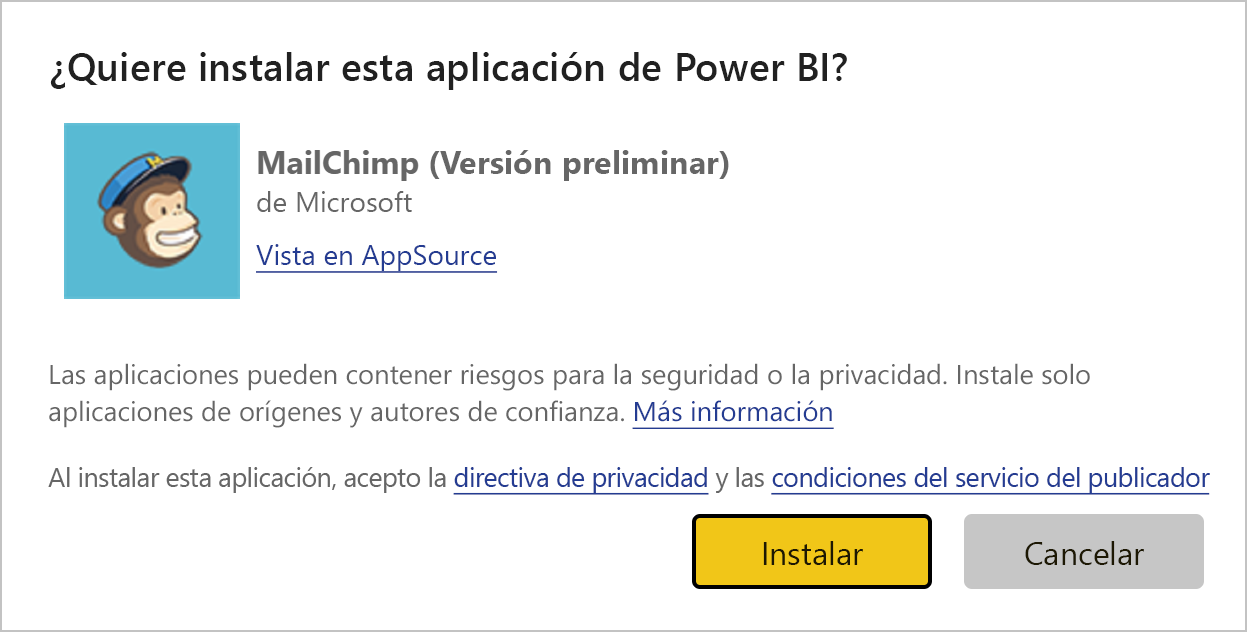 ¿Quiere instalar esta aplicación de Power BI?
MailChimp (Versión preliminar)
de Microsoft
Vista en AppSource
Las aplicaciones pueden contener riesgos para la seguridad o la privacidad. Instale solo
aplicaciones de orígenes y autores de confianza. Más información
Al instalar esta aplicación, acepto la directiva de privacidad y las condiciones del servicio del publicador
Instalar
Cancelar